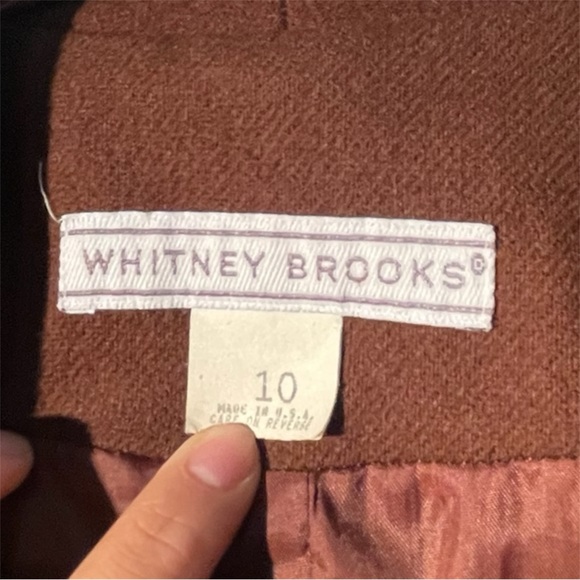 WHITNEY BROOKS®
10
MADE IN U.S.A.
CARE ON REVERSE